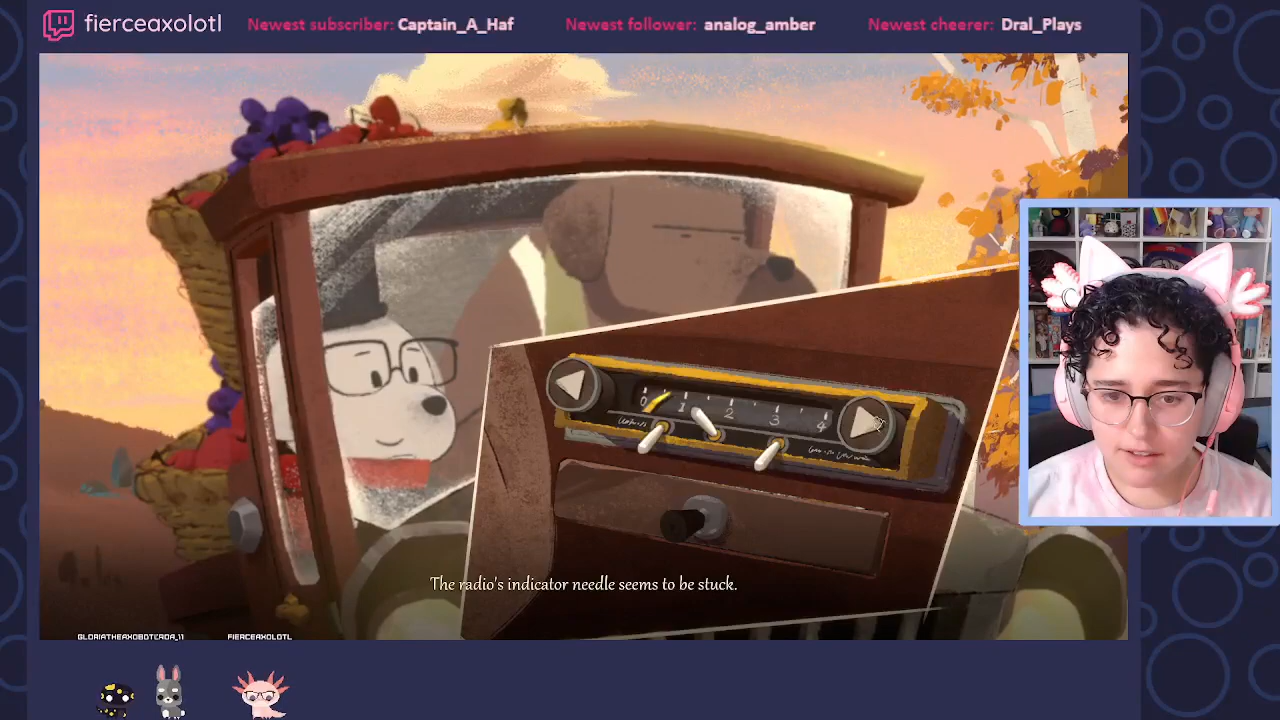 fierceaxolotl
Newest subscriber: Captain_A_Haf
Newest follower: analog_amber
Newest cheerer: Dral_Plays
0 1 2 3 4
The radio's indicator needle seems to be stuck.
FIERCEAXOLOTL